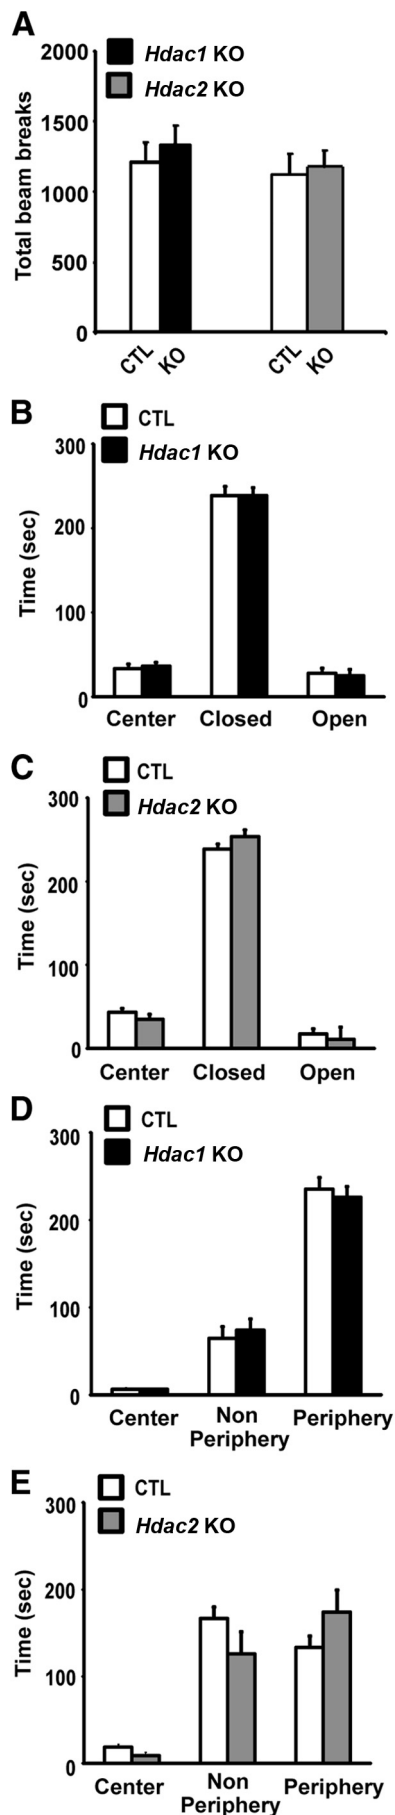 A
Hdac1 KO
Hdac2 KO
Total beam breaks
2000
1500
1000
500
0
CTL KO CTL KO
B
CTL
Hdac1 KO
Time (sec)
300
200
100
0
Center Closed Open
C
CTL
Hdac2 KO
Time (sec)
300
200
100
0
Center Closed Open
D
CTL
Hdac1 KO
Time (sec)
300
200
100
0
Center Non Periphery Periphery
E
CTL
Hdac2 KO
Time (sec)
300
200
100
0
Center Non Periphery Periphery